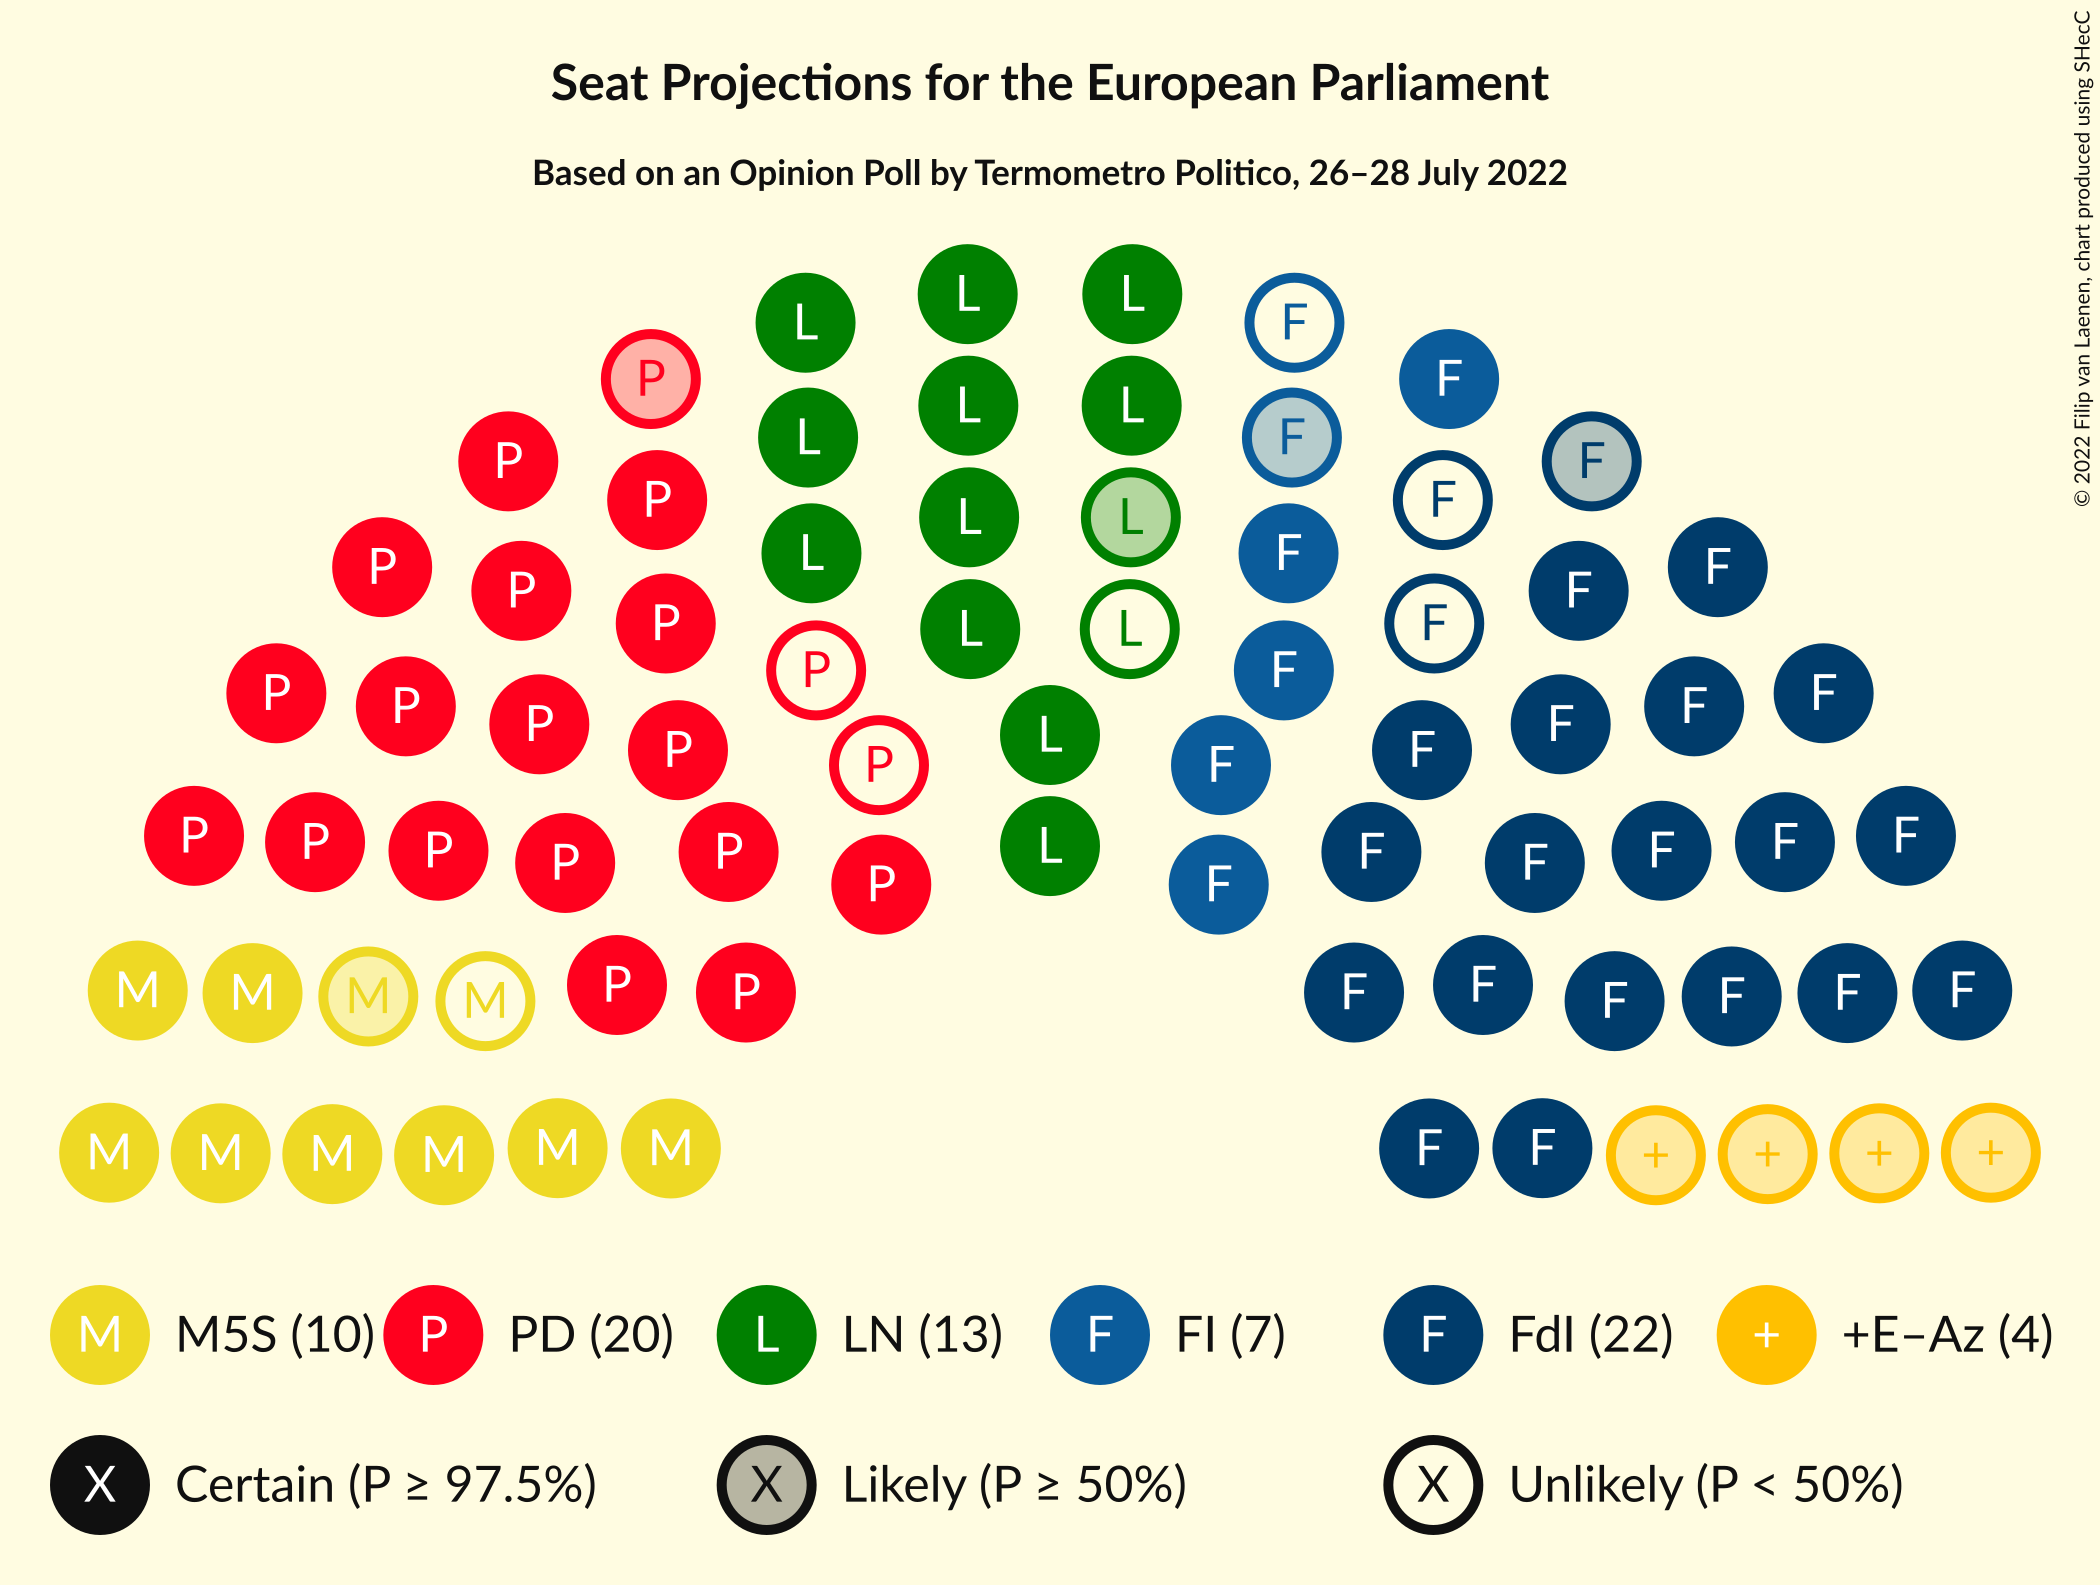 Seat Projections for the European Parliament
Based on an Opinion Poll by Termometro Politico, 26–28 July 2022
© 2022 Filip van Laenen, chart produced using SHecC
L L
L F
P F
L L
L F
P F
P F
L L
L F
P F
P F
P F
L L
P F
P F
P F
P P F F
L
P F
P F
L
P P P P P P F F F F F F
M M M M P P F F F F F F
M M M M M M F F + + + +
M M5S (10) P PD (20) L LN (13) F FI (7) F FdI (22) + +E–Az (4)
X Certain (P ≥ 97.5%) X Likely (P ≥ 50%) X Unlikely (P < 50%)